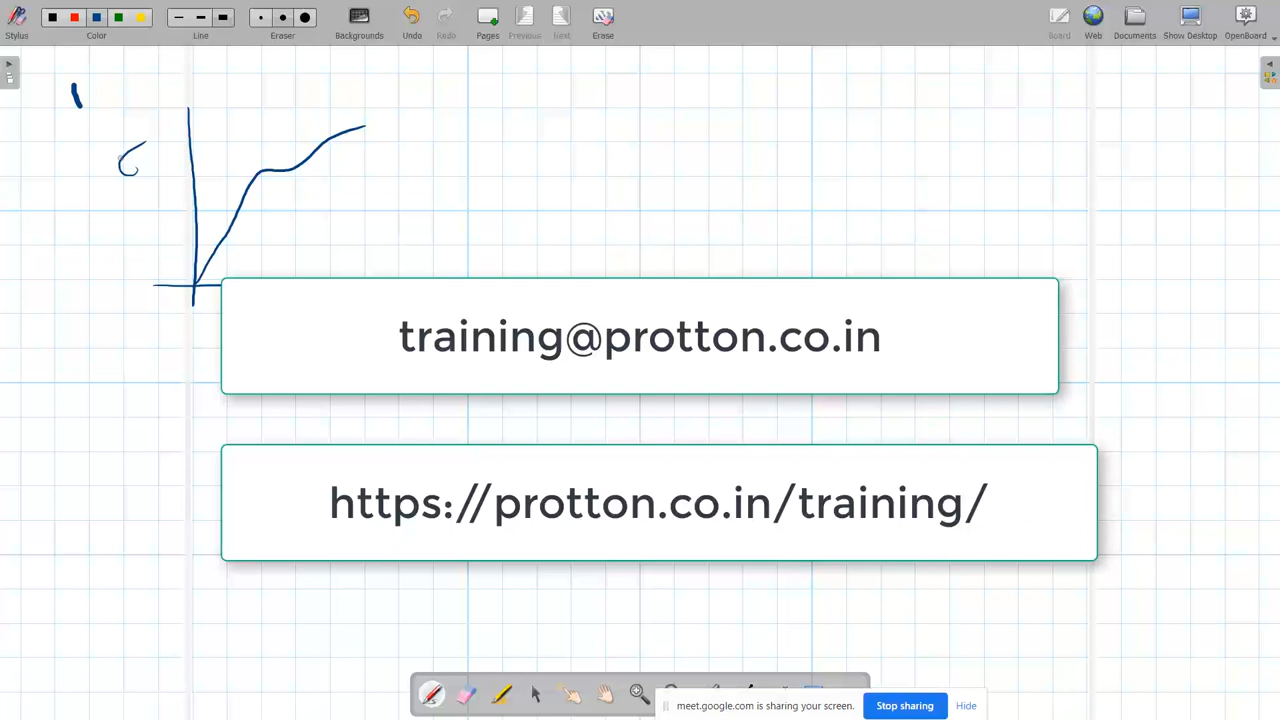 Stylus
Color
Line
Eraser
Backgrounds
Undo
Redo
Pages
Previous
Next
Erase
Board
Web
Documents
Show Desktop
OpenBoard
training@protton.co.in
https://protton.co.in/training/
meet.google.com is sharing your screen.
Stop sharing
Hide